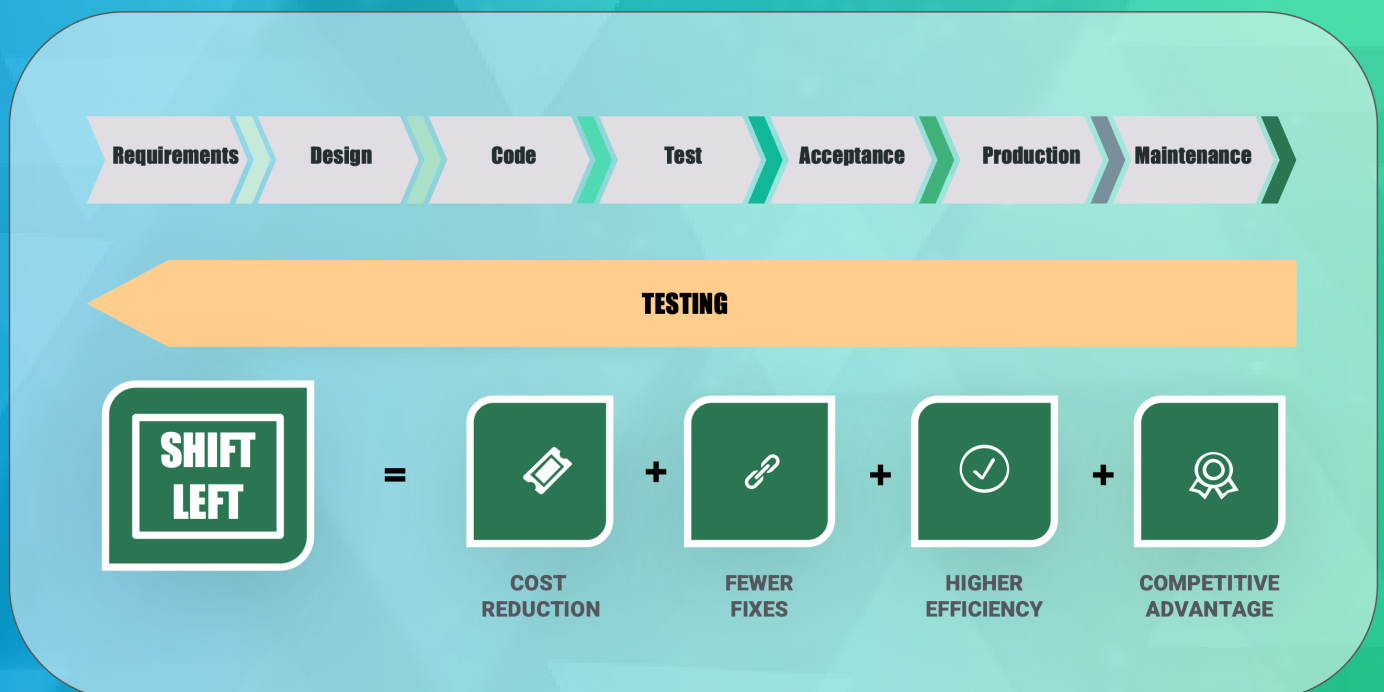 Requirements Design Code Test Acceptance Production Maintenance
TESTING
SHIFT
LEFT
= + + +
COST
REDUCTION
FEWER
FIXES
HIGHER
EFFICIENCY
COMPETITIVE
ADVANTAGE